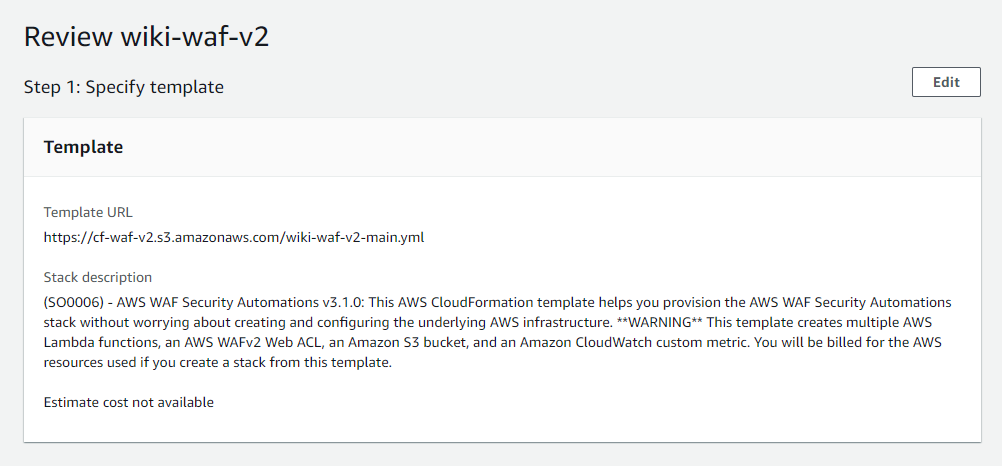 Review wiki-waf-v2
Step 1: Specify template
Edit
Template
Template URL
https://cf-waf-v2.s3.amazonaws.com/wiki-waf-v2-main.yml
Stack description
(SO0006) - AWS WAF Security Automations v3.1.0: This AWS CloudFormation template helps you provision the AWS WAF Security Automations
stack without worrying about creating and configuring the underlying AWS infrastructure. **WARNING** This template creates multiple AWS
Lambda functions, an AWS WAFv2 Web ACL, an Amazon S3 bucket, and an Amazon CloudWatch custom metric. You will be billed for the AWS
resources used if you create a stack from this template.
Estimate cost not available